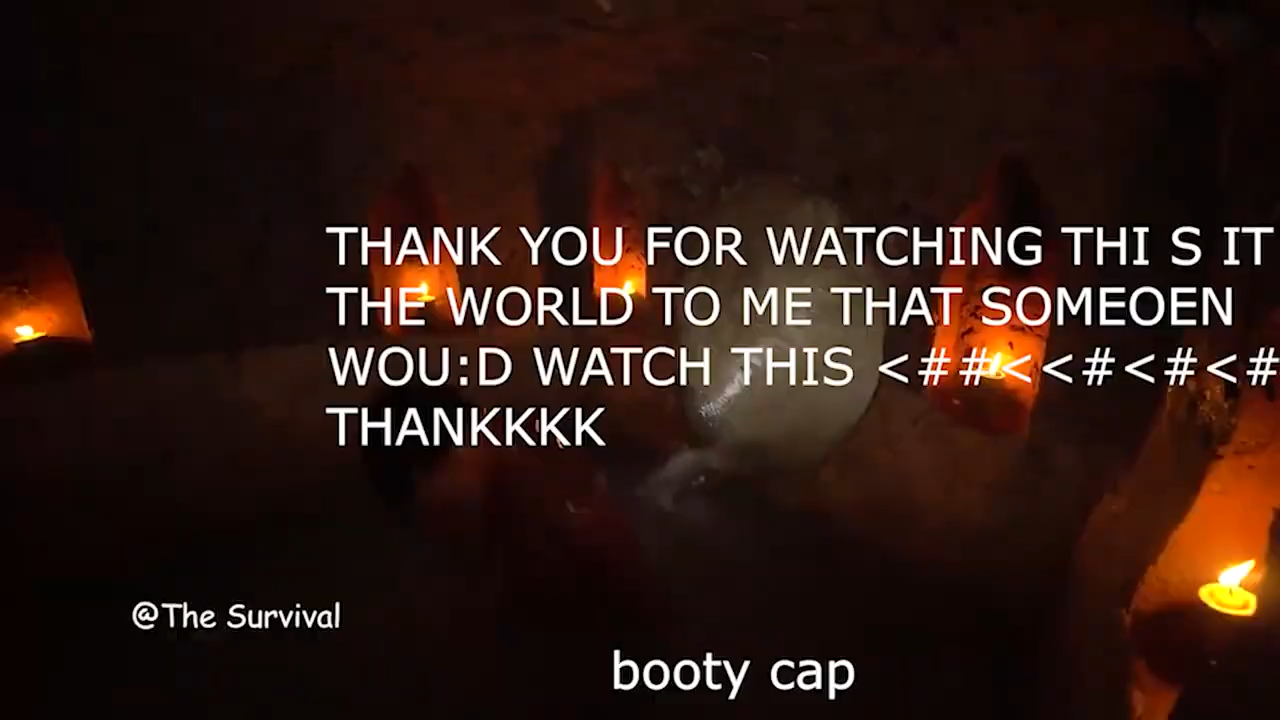 THANK YOU FOR WATCHING THI S IT
THE WORLD TO ME THAT SOMEOEN
WOU:D WATCH THIS <##<<#<#<#
THANKKKK
@The Survival
booty cap